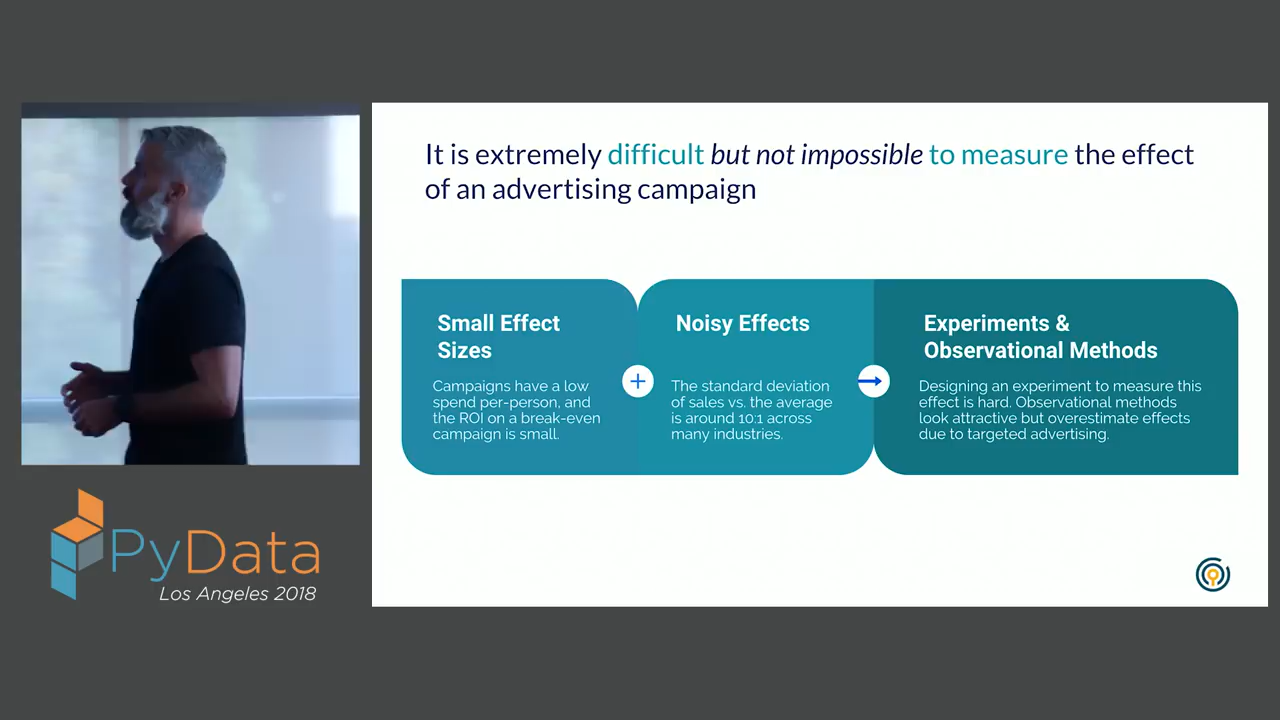 It is extremely difficult but not impossible to measure the effect
of an advertising campaign
Small Effect
Sizes
Campaigns have a low
spend per-person, and
the ROI on a break-even
campaign is small.
Noisy Effects
The standard deviation
of sales vs. the average
is around 10:1 across
many industries.
Experiments &
Observational Methods
Designing an experiment to measure this
effect is hard. Observational methods
look attractive but overestimate effects
due to targeted advertising.
PyData
Los Angeles 2018